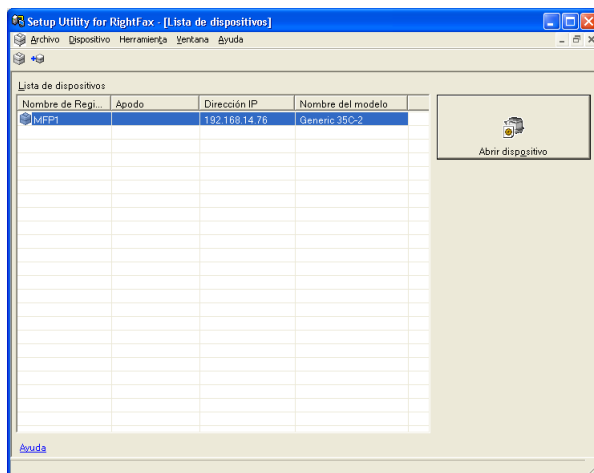 Setup Utility for RightFax - [Lista de dispositivos]
Archivo Dispositivo Herramienta Ventana Ayuda
Lista de dispositivos
Nombre de Regi... Apodo Dirección IP Nombre del modelo
MFP1 192.168.14.76 Generic 35C-2
Abrir dispositivo
Ayuda